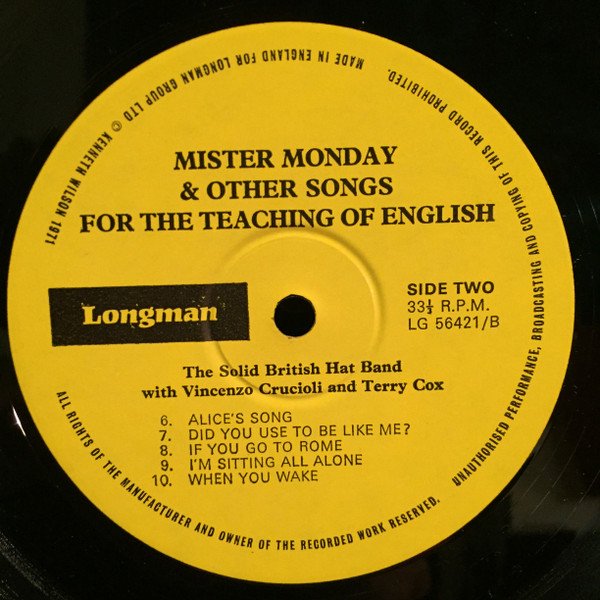 MADE IN ENGLAND FOR LONGMAN GROUP LTD © KENNETH WILSON 1971
MISTER MONDAY
& OTHER SONGS
FOR THE TEACHING OF ENGLISH
Longman
SIDE TWO
33⅓ R.P.M.
LG 56421/B
The Solid British Hat Band
with Vincenzo Crucioli and Terry Cox
6. ALICE'S SONG
7. DID YOU USE TO BE LIKE ME?
8. IF YOU GO TO ROME
9. I'M SITTING ALL ALONE
10. WHEN YOU WAKE
ALL RIGHTS OF THE MANUFACTURER AND OWNER OF THE RECORDED WORK RESERVED.
UNAUTHORISED PERFORMANCE, BROADCASTING AND COPYING OF THIS RECORD PROHIBITED.